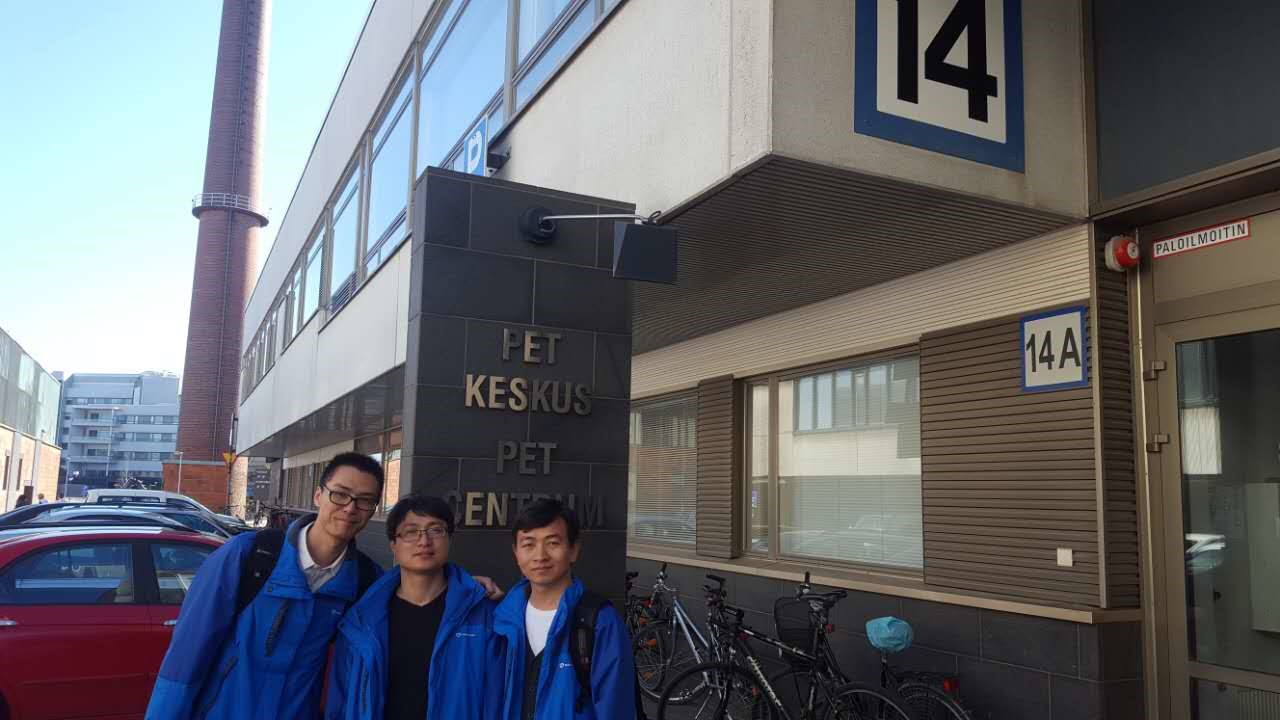 14
PALOILMOITIN
14A
PET
KESKUS
PET
CENTRUM